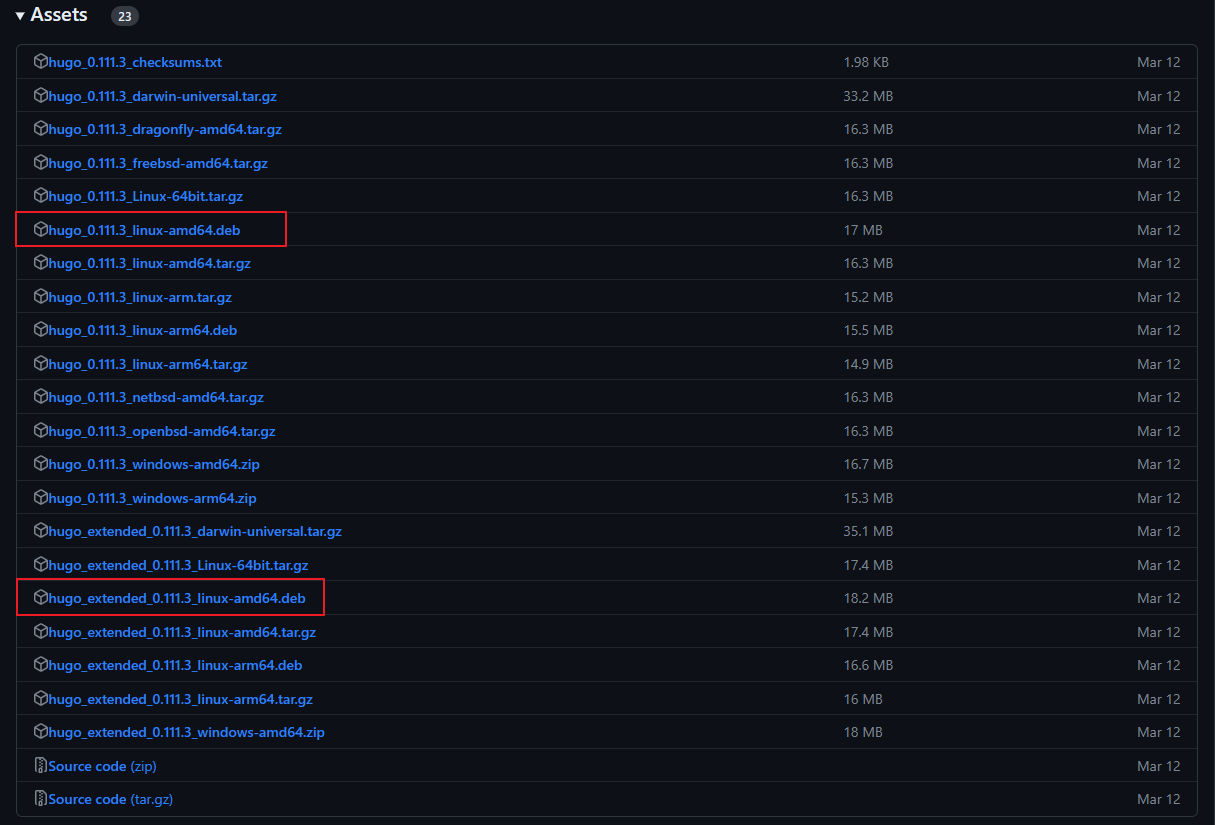 Assets 23
hugo_0.111.3_checksums.txt 1.98 KB Mar 12
hugo_0.111.3_darwin-universal.tar.gz 33.2 MB Mar 12
hugo_0.111.3_dragonfly-amd64.tar.gz 16.3 MB Mar 12
hugo_0.111.3_freebsd-amd64.tar.gz 16.3 MB Mar 12
hugo_0.111.3_Linux-64bit.tar.gz 16.3 MB Mar 12
hugo_0.111.3_linux-amd64.deb 17 MB Mar 12
hugo_0.111.3_linux-amd64.tar.gz 16.3 MB Mar 12
hugo_0.111.3_linux-arm.tar.gz 15.2 MB Mar 12
hugo_0.111.3_linux-arm64.deb 15.5 MB Mar 12
hugo_0.111.3_linux-arm64.tar.gz 14.9 MB Mar 12
hugo_0.111.3_netbsd-amd64.tar.gz 16.3 MB Mar 12
hugo_0.111.3_openbsd-amd64.tar.gz 16.3 MB Mar 12
hugo_0.111.3_windows-amd64.zip 16.7 MB Mar 12
hugo_0.111.3_windows-arm64.zip 15.3 MB Mar 12
hugo_extended_0.111.3_darwin-universal.tar.gz 35.1 MB Mar 12
hugo_extended_0.111.3_Linux-64bit.tar.gz 17.4 MB Mar 12
hugo_extended_0.111.3_linux-amd64.deb 18.2 MB Mar 12
hugo_extended_0.111.3_linux-amd64.tar.gz 17.4 MB Mar 12
hugo_extended_0.111.3_linux-arm64.deb 16.6 MB Mar 12
hugo_extended_0.111.3_linux-arm64.tar.gz 16 MB Mar 12
hugo_extended_0.111.3_windows-amd64.zip 18 MB Mar 12
Source code (zip) Mar 12
Source code (tar.gz) Mar 12